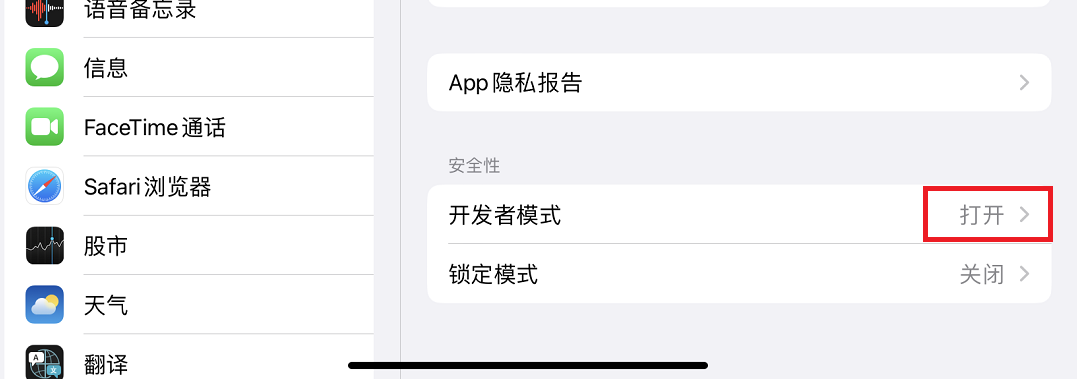 语音备忘录
信息
FaceTime通话
Safari浏览器
股市
天气
翻译
App隐私报告
安全性
开发者模式 打开
锁定模式 关闭